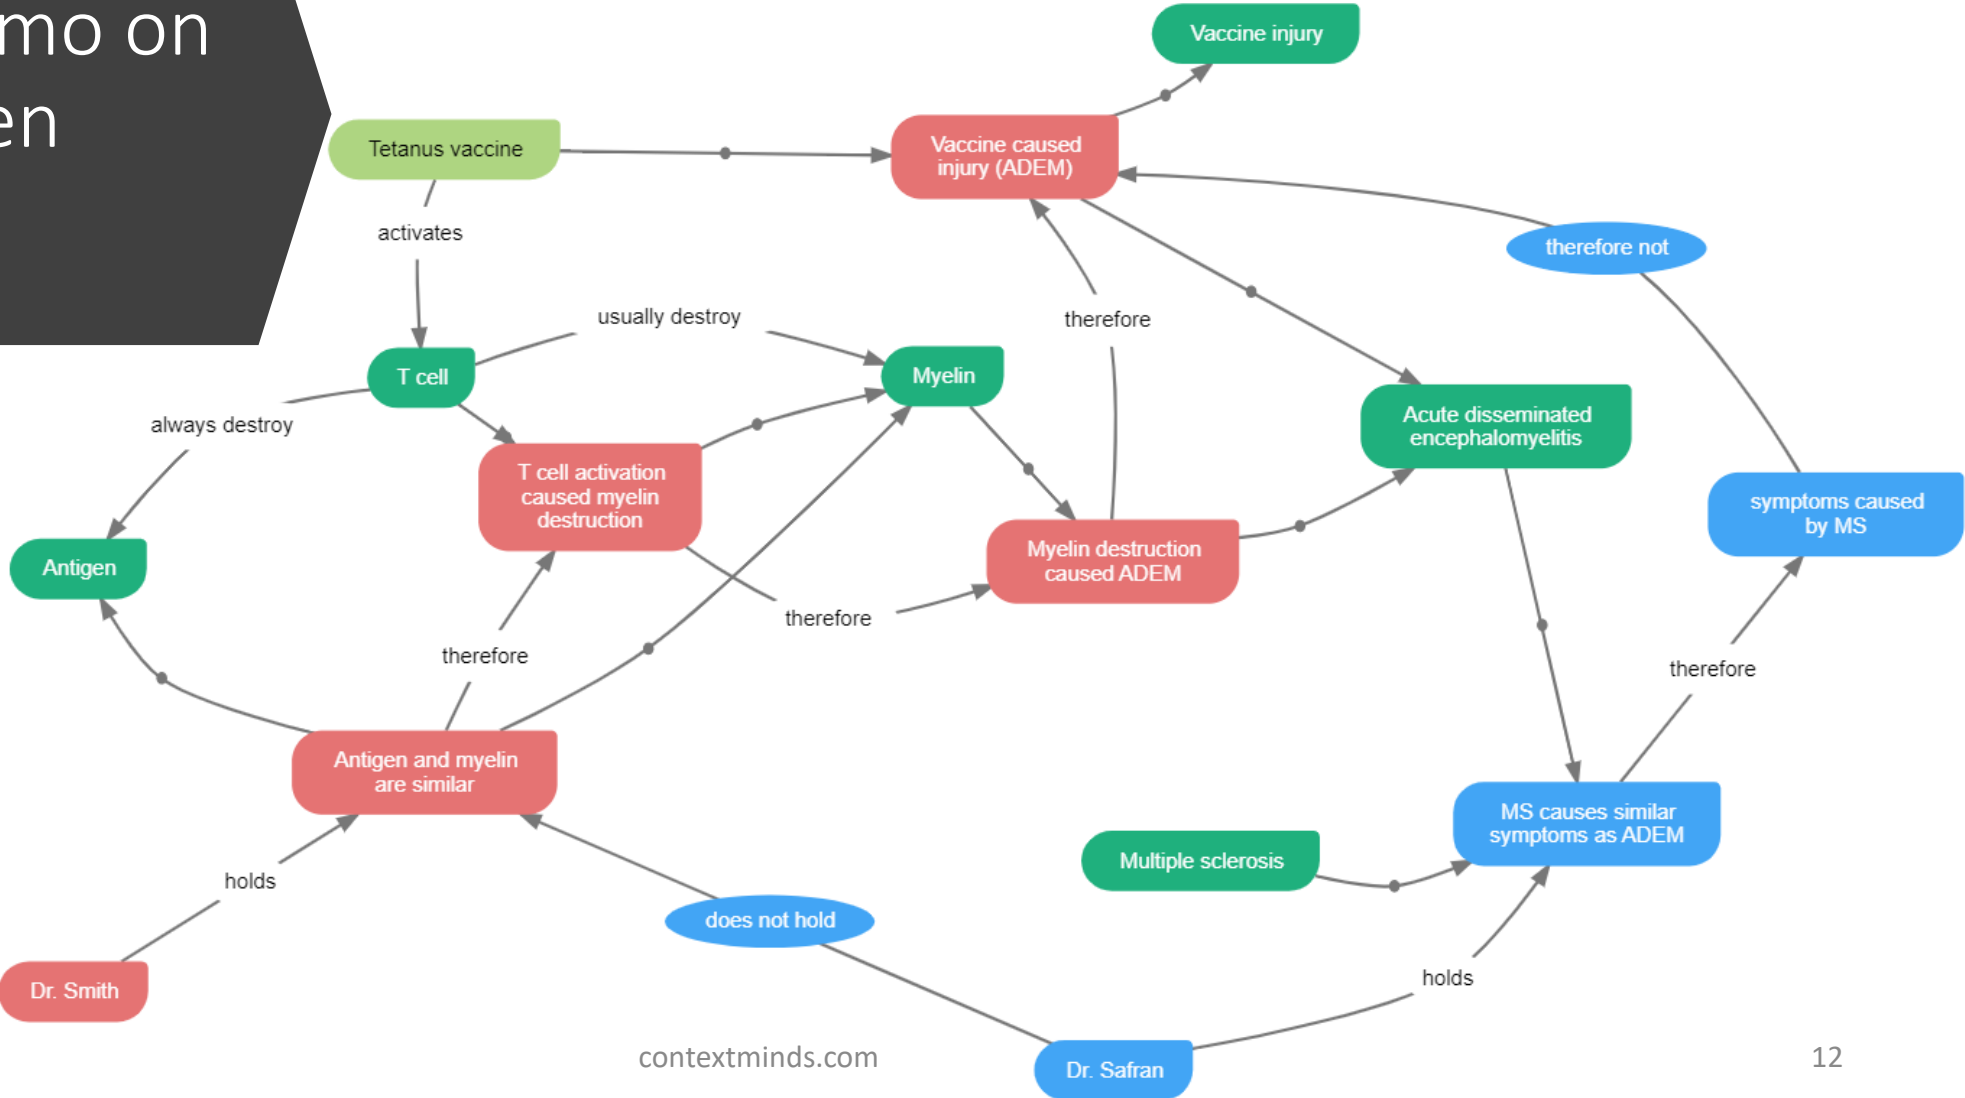 mo on
en
Vaccine injury
Tetanus vaccine
Vaccine caused
injury (ADEM)
activates
therefore not
usually destroy
therefore
T cell
Myelin
always destroy
Acute disseminated
encephalomyelitis
T cell activation
caused myelin
destruction
symptoms caused
by MS
Antigen
Myelin destruction
caused ADEM
therefore
therefore
therefore
Antigen and myelin
are similar
MS causes similar
symptoms as ADEM
Multiple sclerosis
holds
does not hold
holds
Dr. Smith
contextminds.com
Dr. Safran
12